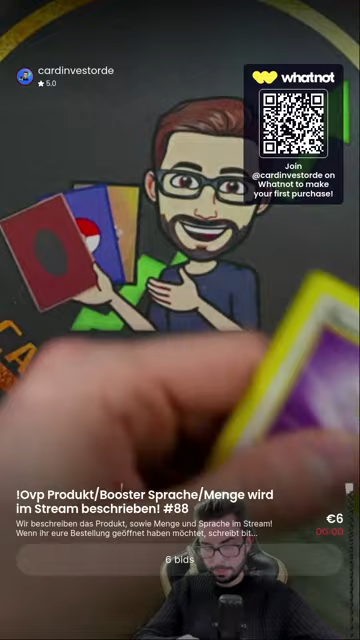 cardinvestorde
5.0
whatnot
Join
@cardinvestorde on
Whatnot to make
your first purchase!
!Ovp Produkt/Booster Sprache/Menge wird
im Stream beschrieben! #88
€6
Wir beschreiben das Produkt, sowie Menge und Sprache im Stream!
Wenn ihr eure Bestellung geöffnet haben möchtet, schreibt bit...
00:00
6 bids